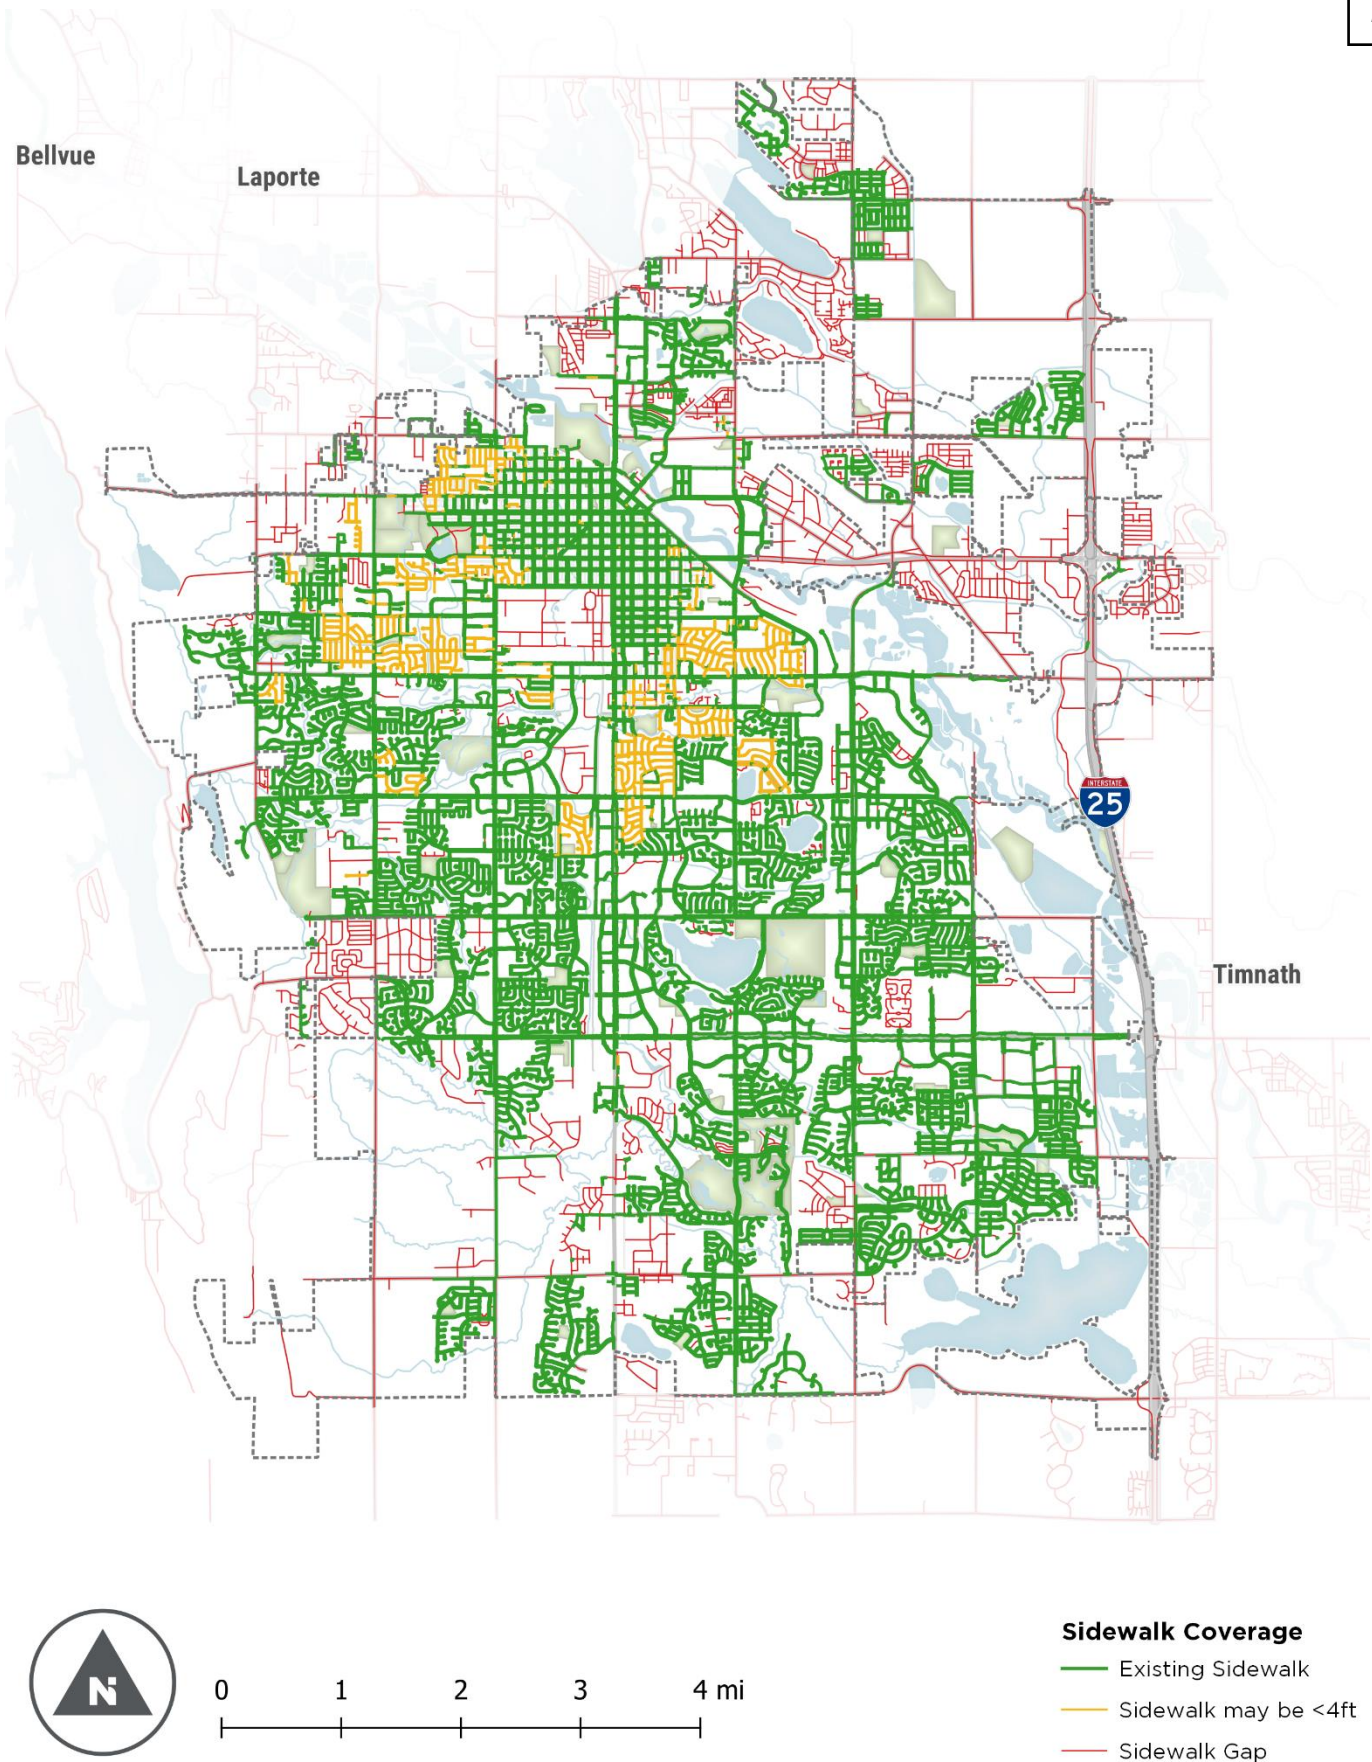 Bellvue
Laporte
INTERSTATE
25
Timnath
N
0 1 2 3 4 mi
Sidewalk Coverage
Existing Sidewalk
Sidewalk may be <4ft
Sidewalk Gap